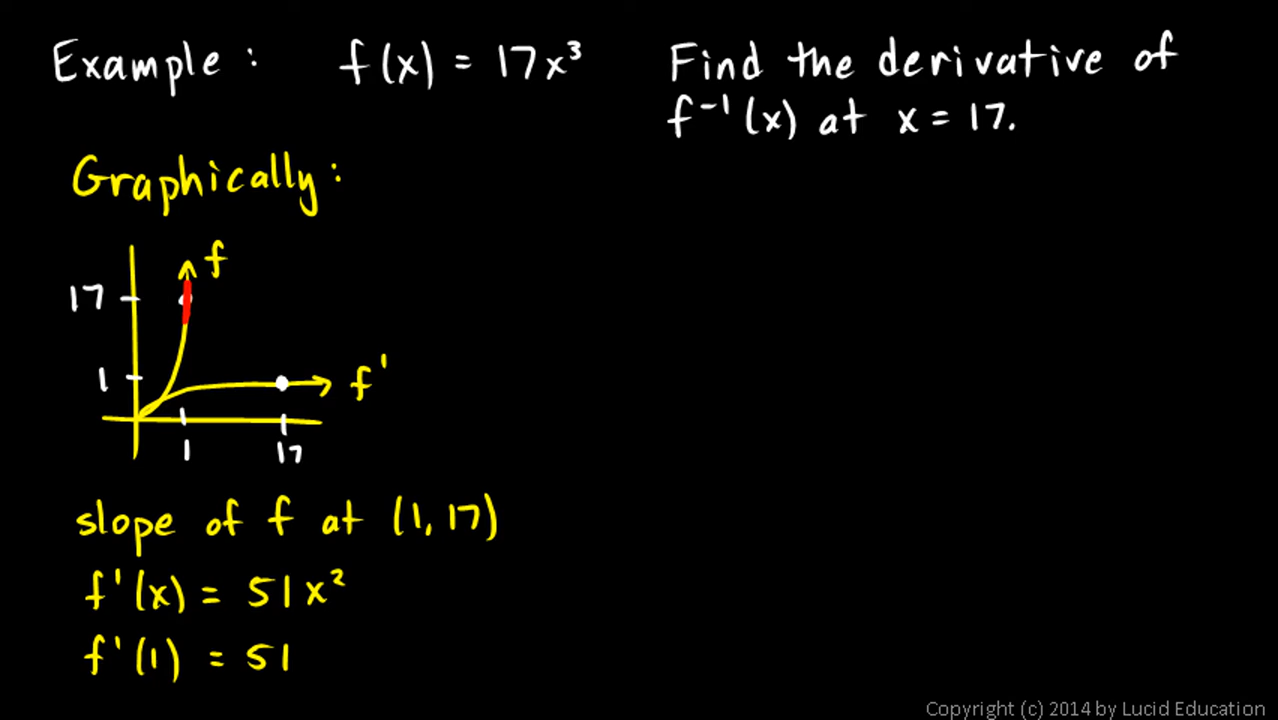 Example: f(x) = 17x³
Find the derivative of
f⁻¹(x) at x = 17.
Graphically:
f
17
1
f'
1
17
slope of f at (1, 17)
f'(x) = 51x²
f'(1) = 51
Copyright (c) 2014 by Lucid Education